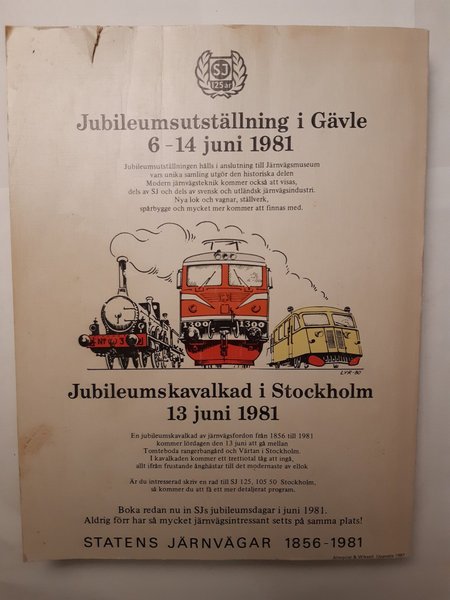 SJ
125 år
Jubileumsutställning i Gävle
6-14 juni 1981
Jubileumsutställningen hålls i anslutning till Järnvägsmuseum
vars unika samling utgör den historiska delen
Modern järnvägsteknik kommer också att visas,
dels av SJ och dels av svensk och utländsk järnvägsindustri.
Nya lok och vagnar, ställverk,
spårbygge och mycket mer kommer att finnas med.
1300 1300
3
LYR-80
Jubileumskavalkad i Stockholm
13 juni 1981
En jubileumskavalkad av järnvägsfordon från 1856 till 1981
kommer lördagen den 13 juni att gå mellan
Tomteboda rangerbangård och Värtan i Stockholm.
I kavalkaden kommer ett trettiotal tåg att ingå,
allt ifrån frustande ånghästar till det modernaste av ellok
Är du intresserad skriv en rad till SJ 125, 105 50 Stockholm,
så kommer du att få ett mer detaljerat program.
Boka redan nu in SJs jubileumsdagar i juni 1981.
Aldrig förr har så mycket järnvägsintressant setts på samma plats!
STATENS JÄRNVÄGAR 1856-1981
Almqvist & Wiksell, Uppsala 1981